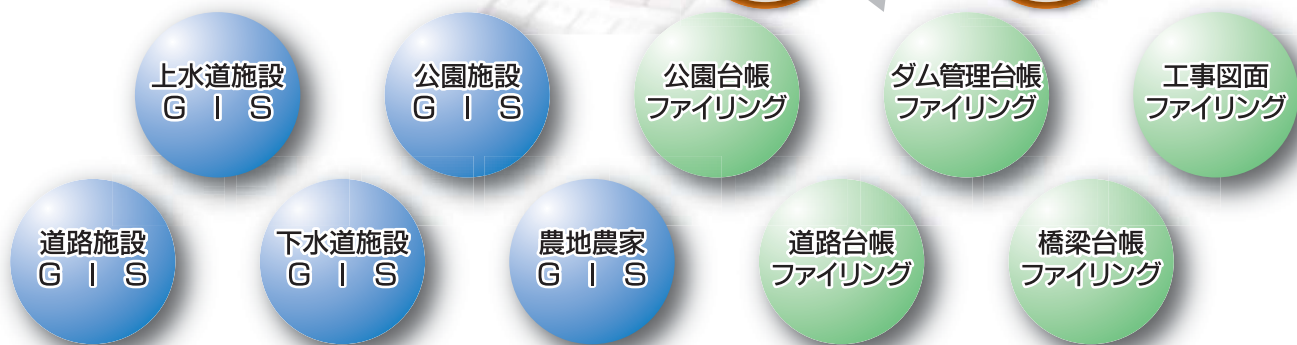 上水道施設
GIS
公園施設
GIS
公園台帳
ファイリング
ダム管理台帳
ファイリング
工事図面
ファイリング
道路施設
GIS
下水道施設
GIS
農地農家
GIS
道路台帳
ファイリング
橋梁台帳
ファイリング